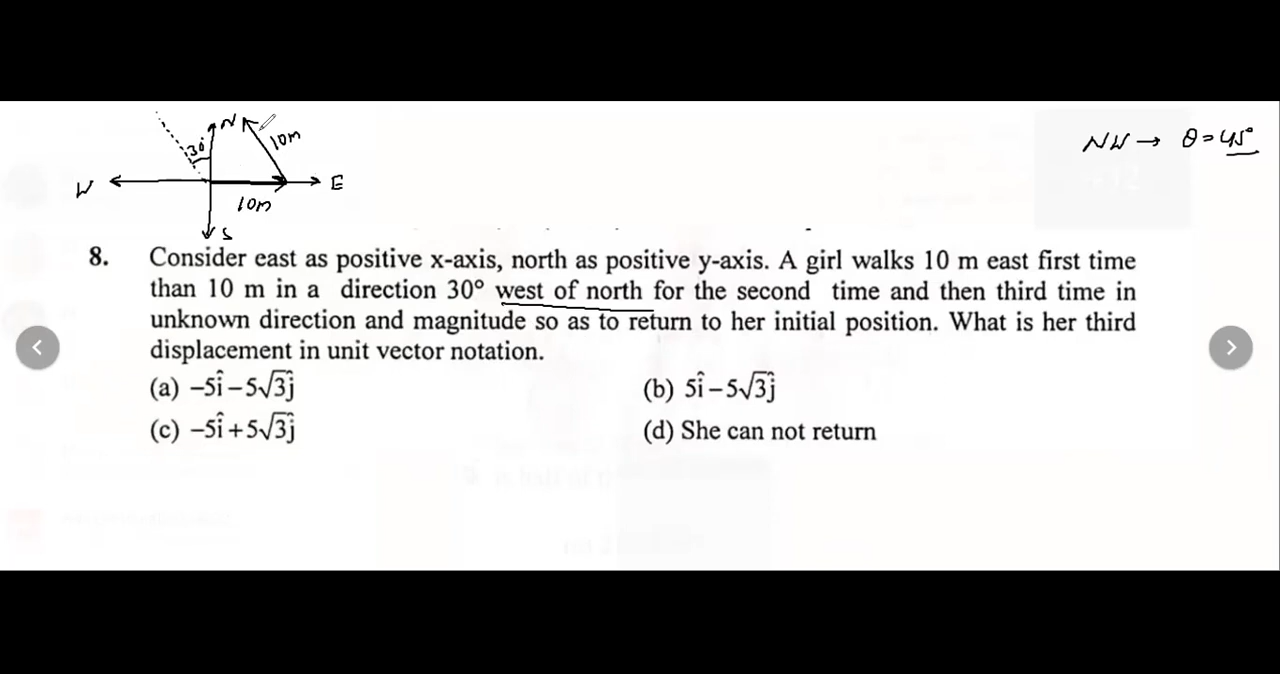 N
30°
10m
NW → θ = 45°
W
E
10m
S
8. Consider east as positive x-axis, north as positive y-axis. A girl walks 10 m east first time
than 10 m in a direction 30° west of north for the second time and then third time in
unknown direction and magnitude so as to return to her initial position. What is her third
displacement in unit vector notation.
(a) –5î – 5√3ĵ (b) 5î – 5√3ĵ
(c) –5î + 5√3ĵ (d) She can not return